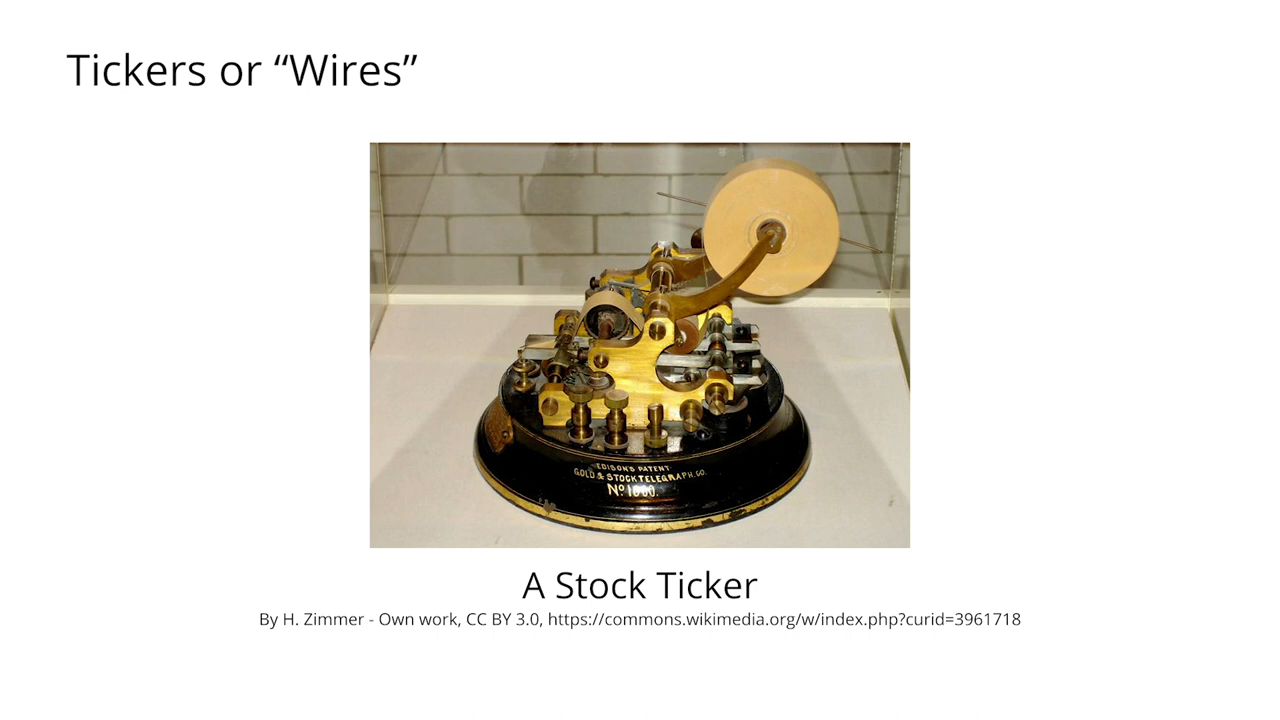 Tickers or “Wires”
EDISON'S PATENT
GOLD & STOCK TELEGRAPH.CO.
No
A Stock Ticker
By H. Zimmer - Own work, CC BY 3.0, https://commons.wikimedia.org/w/index.php?curid=3961718